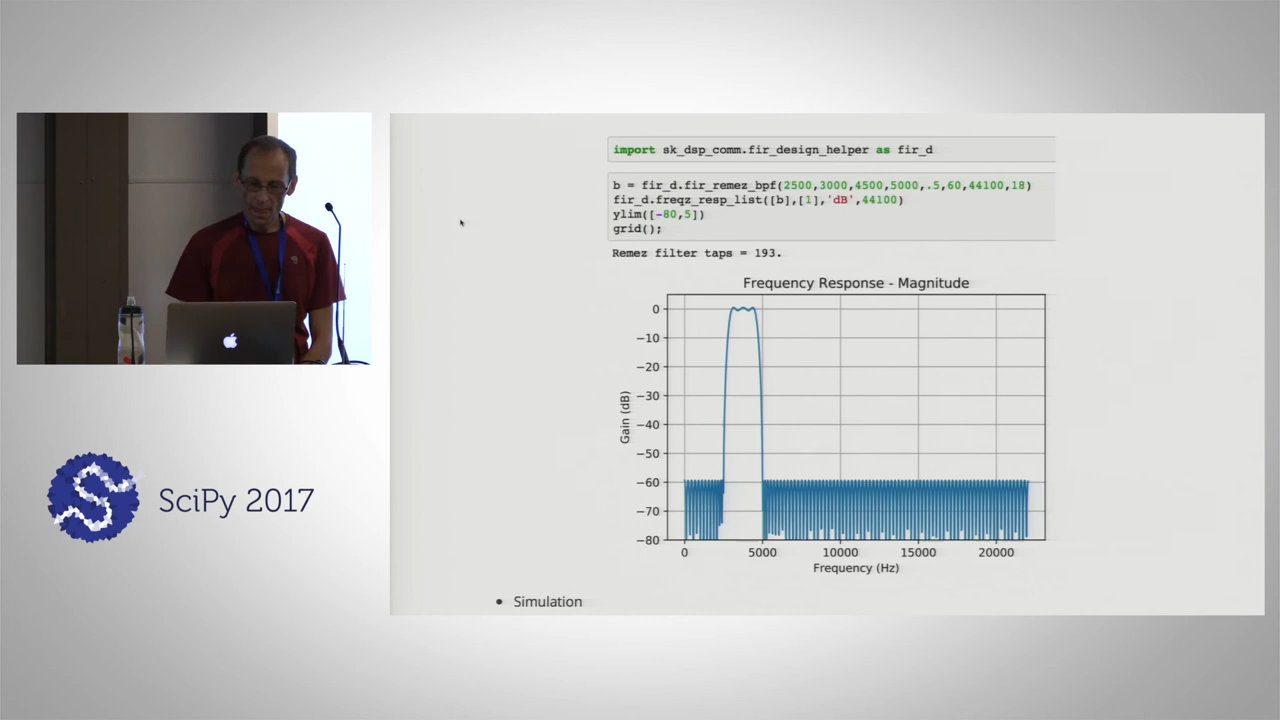 import sk_dsp_comm.fir_design_helper as fir_d
b = fir_d.fir_remez_bpf(2500,3000,4500,5000,.5,60,44100,18)
fir_d.freqz_resp_list([b],[1],'dB',44100)
ylim([-80,5])
grid();
Remez filter taps = 193.
Frequency Response - Magnitude
Gain (dB)
0
−10
−20
−30
−40
−50
−60
−70
−80
0 5000 10000 15000 20000
Frequency (Hz)
• Simulation
SciPy 2017